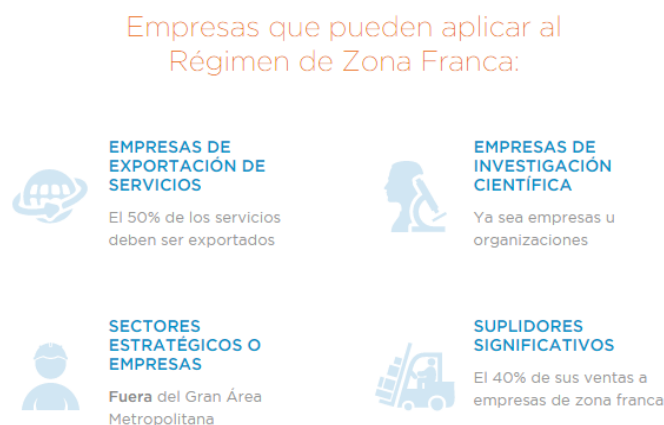 Empresas que pueden aplicar al
Régimen de Zona Franca:
EMPRESAS DE
EXPORTACIÓN DE
SERVICIOS
El 50% de los servicios
deben ser exportados
EMPRESAS DE
INVESTIGACIÓN
CIENTÍFICA
Ya sea empresas u
organizaciones
SECTORES
ESTRATÉGICOS O
EMPRESAS
Fuera del Gran Área
Metropolitana
SUPLIDORES
SIGNIFICATIVOS
El 40% de sus ventas a
empresas de zona franca